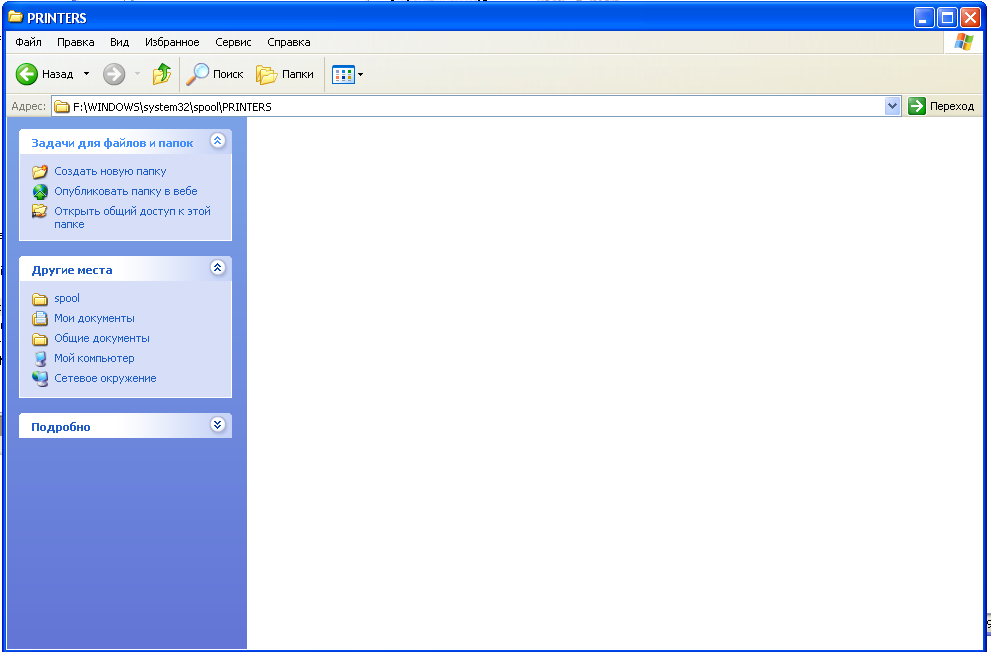 PRINTERS
Файл Правка Вид Избранное Сервис Справка
Назад Поиск Папки
Адрес: F:\WINDOWS\system32\spool\PRINTERS Переход
Задачи для файлов и папок
Создать новую папку
Опубликовать папку в вебе
Открыть общий доступ к этой
папке
Другие места
spool
Мои документы
Общие документы
Мой компьютер
Сетевое окружение
Подробно